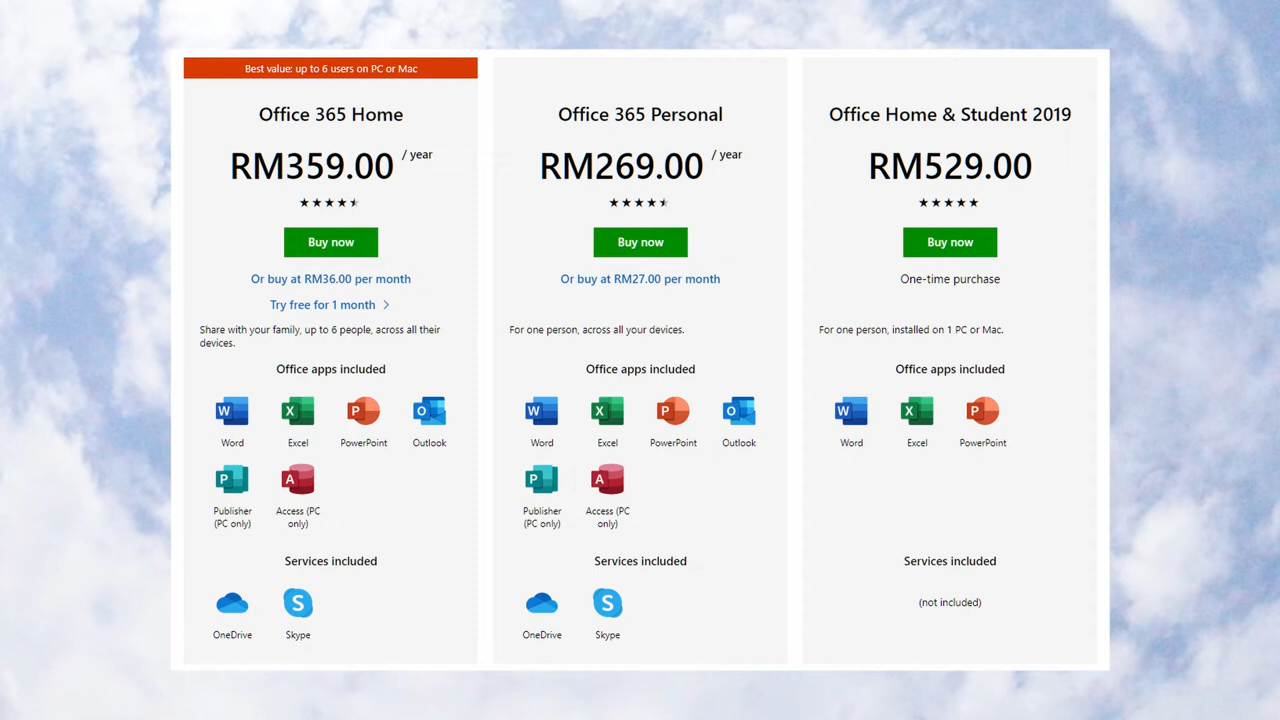 Best value: up to 6 users on PC or Mac
Office 365 Home
RM359.00 / year
Buy now
Or buy at RM36.00 per month
Try free for 1 month
Share with your family, up to 6 people, across all their
devices.
Office apps included
W
X
P
O
Word
Excel
PowerPoint
Outlook
P
A
Publisher
(PC only)
Access (PC
only)
Services included
S
OneDrive
Skype
Office 365 Personal
RM269.00 / year
Buy now
Or buy at RM27.00 per month
For one person, across all your devices.
Office apps included
W
X
P
O
Word
Excel
PowerPoint
Outlook
P
A
Publisher
(PC only)
Access (PC
only)
Services included
S
OneDrive
Skype
Office Home & Student 2019
RM529.00
Buy now
One-time purchase
For one person, installed on 1 PC or Mac.
Office apps included
W
X
P
Word
Excel
PowerPoint
Services included
(not included)